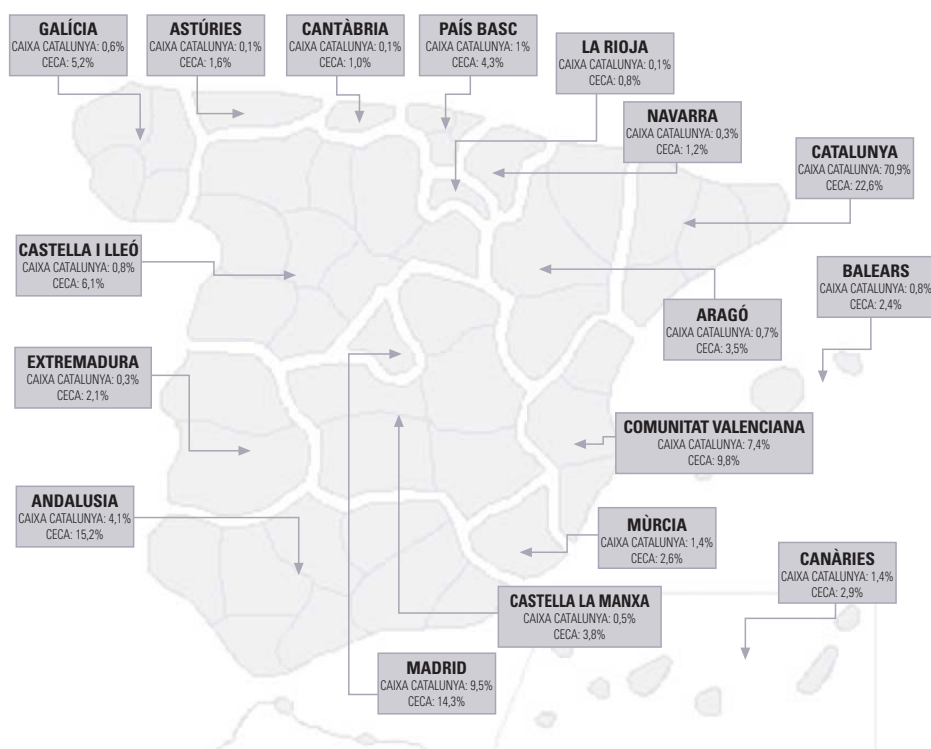 GALÍCIA
CAIXA CATALUNYA: 0,6%
CECA: 5,2%
ASTÚRIES
CAIXA CATALUNYA: 0,1%
CECA: 1,6%
CANTÀBRIA
CAIXA CATALUNYA: 0,1%
CECA: 1,0%
PAÍS BASC
CAIXA CATALUNYA: 1%
CECA: 4,3%
LA RIOJA
CAIXA CATALUNYA: 0,1%
CECA: 0,8%
NAVARRA
CAIXA CATALUNYA: 0,3%
CECA: 1,2%
CATALUNYA
CAIXA CATALUNYA: 70,9%
CECA: 22,6%
CASTELLA I LLEÓ
CAIXA CATALUNYA: 0,8%
CECA: 6,1%
BALEARS
CAIXA CATALUNYA: 0,8%
CECA: 2,4%
ARAGÓ
CAIXA CATALUNYA: 0,7%
CECA: 3,5%
EXTREMADURA
CAIXA CATALUNYA: 0,3%
CECA: 2,1%
COMUNITAT VALENCIANA
CAIXA CATALUNYA: 7,4%
CECA: 9,8%
ANDALUSIA
CAIXA CATALUNYA: 4,1%
CECA: 15,2%
MÙRCIA
CAIXA CATALUNYA: 1,4%
CECA: 2,6%
CANÀRIES
CAIXA CATALUNYA: 1,4%
CECA: 2,9%
CASTELLA LA MANXA
CAIXA CATALUNYA: 0,5%
CECA: 3,8%
MADRID
CAIXA CATALUNYA: 9,5%
CECA: 14,3%